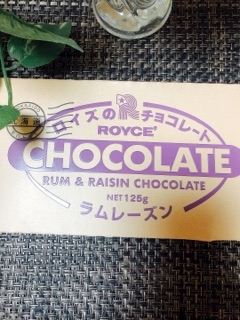 ロイズの R チョコレート
ROYCE'
CHOCOLATE
RUM & RAISIN CHOCOLATE
NET125g
ラムレーズン